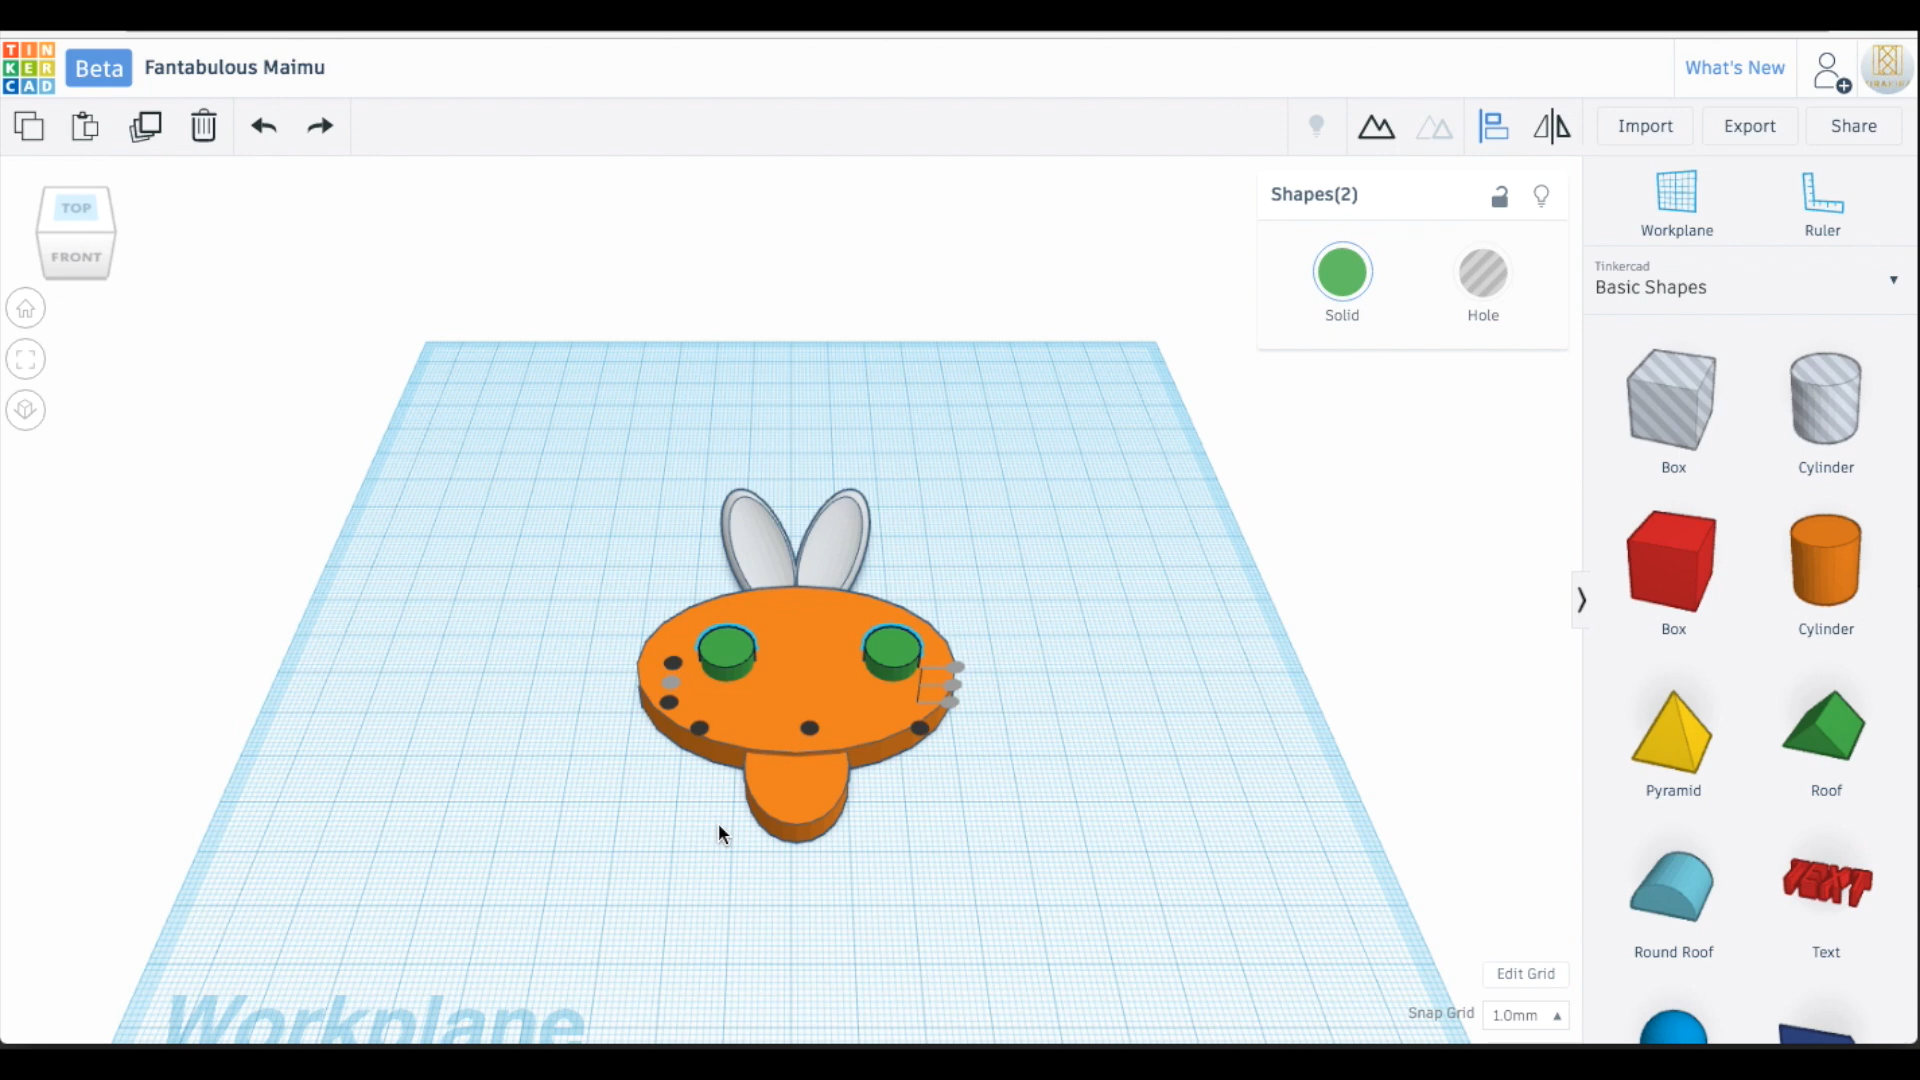 TIN
KER
CAD
Beta
Fantabulous Maimu
What's New
Import
Export
Share
TOP
FRONT
Shapes(2)
Solid
Hole
Workplane
Ruler
Tinkercad
Basic Shapes
Box
Cylinder
Box
Cylinder
Pyramid
Roof
TEXT
Round Roof
Text
Workplane
Edit Grid
Snap Grid
1.0mm